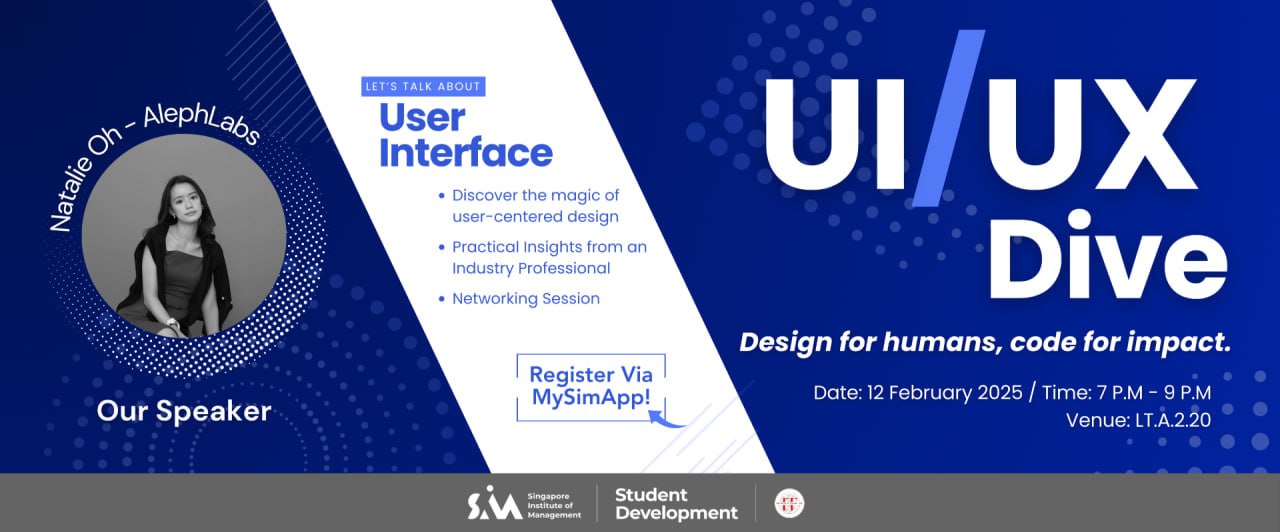 Natalie Oh - AlephLabs
Our Speaker
LET'S TALK ABOUT
User
Interface
• Discover the magic of
user-centered design
• Practical Insights from an
Industry Professional
• Networking Session
Register Via
MySimApp!
UI/UX
Dive
Design for humans, code for impact.
Date: 12 February 2025 / Time: 7 P.M - 9 P.M
Venue: LT.A.2.20
SIM
Singapore
Institute of
Management
Student
Development